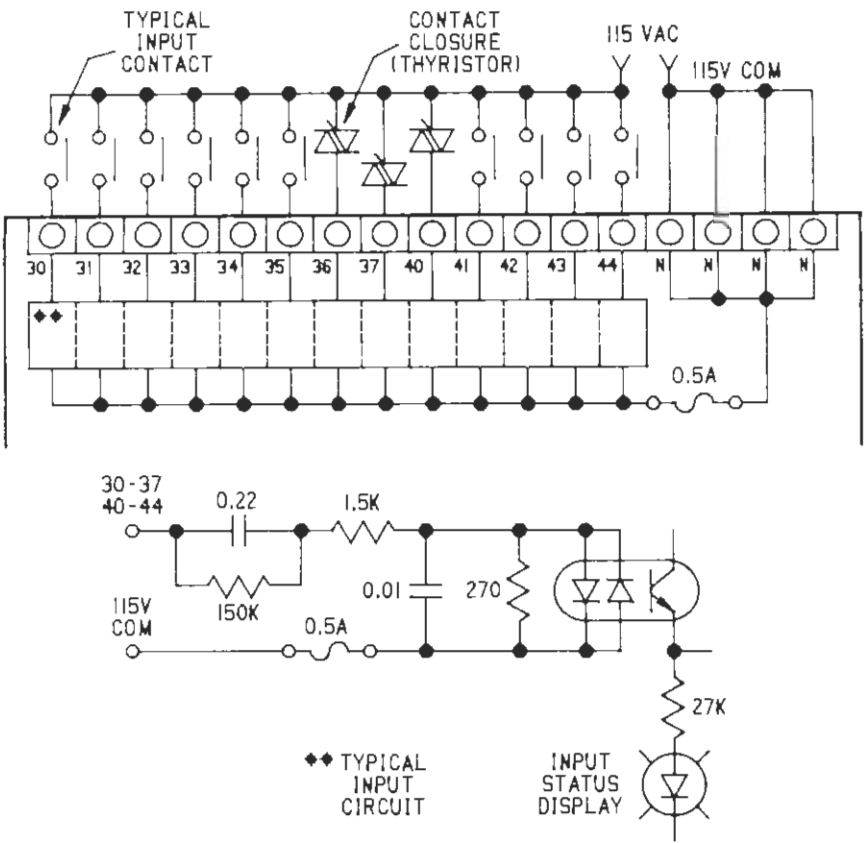 TYPICAL
INPUT
CONTACT
CONTACT
CLOSURE
(THYRISTOR)
115 VAC
115V COM
30 31 32 33 34 35 36 37 40 41 42 43 44 N N N N
♦♦
0.5A
30-37
40-44
0.22
1.5K
150K
0.01
270
115V
COM
0.5A
27K
♦♦ TYPICAL
INPUT
CIRCUIT
INPUT
STATUS
DISPLAY